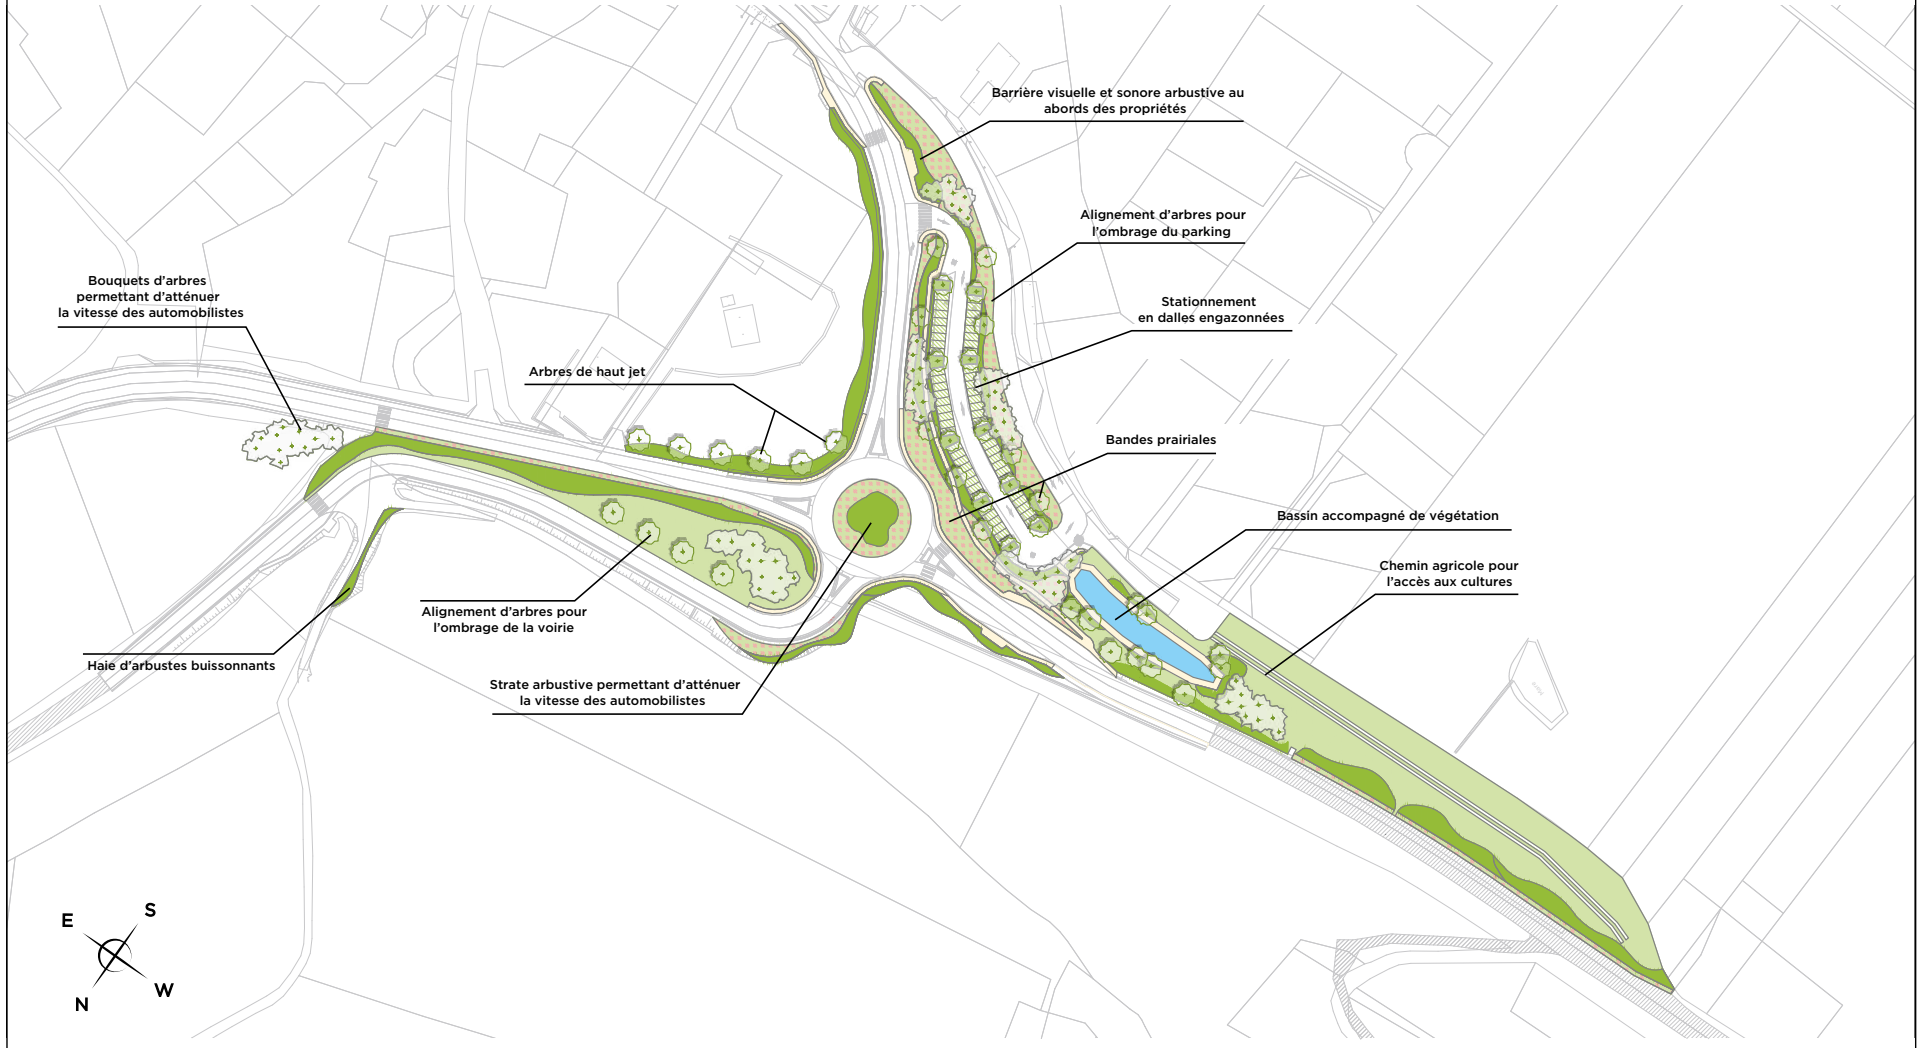 Barrière visuelle et sonore arbustive au
abords des propriétés
Alignement d'arbres pour
l'ombrage du parking
Bouquets d'arbres
permettant d'atténuer
la vitesse des automobilistes
Stationnement
en dalles engazonnées
Arbres de haut jet
Bandes prairiales
Bassin accompagné de végétation
Chemin agricole pour
l'accès aux cultures
Alignement d'arbres pour
l'ombrage de la voirie
Haie d'arbustes buissonnants
Strate arbustive permettant d'atténuer
la vitesse des automobilistes
E
S
N
W